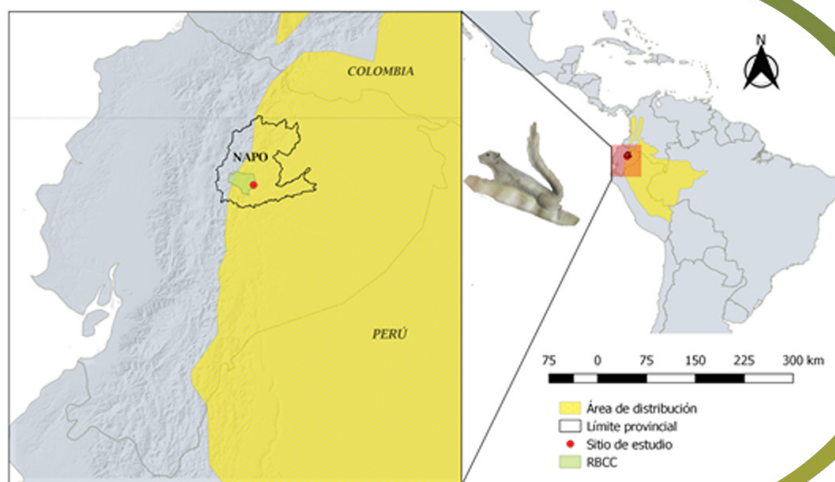 COLOMBIA
NAPO
PERÚ
N
75 0 75 150 225 300 km
Área de distribución
Límite provincial
Sitio de estudio
RBCC